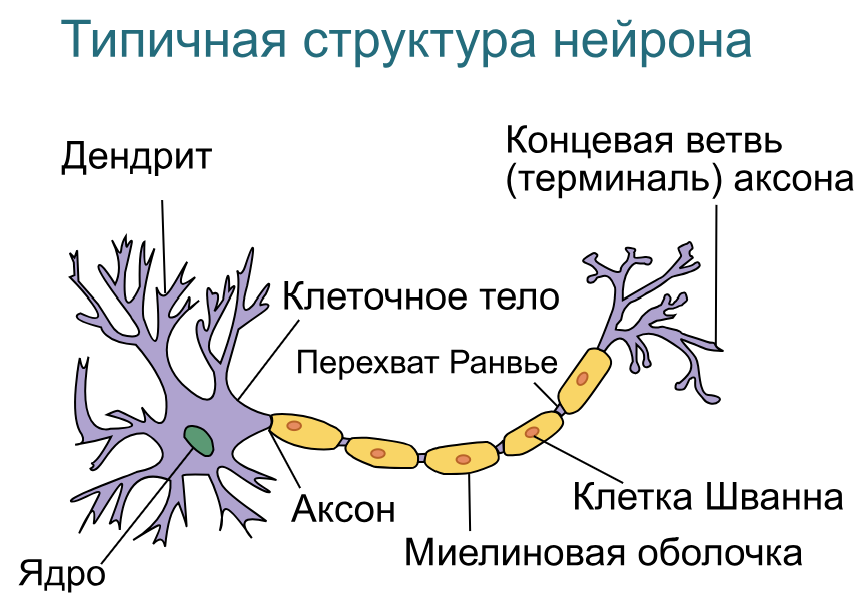 Типичная структура нейрона
Дендрит
Концевая ветвь
(терминаль) аксона
Клеточное тело
Перехват Ранвье
Клетка Шванна
Аксон
Миелиновая оболочка
Ядро